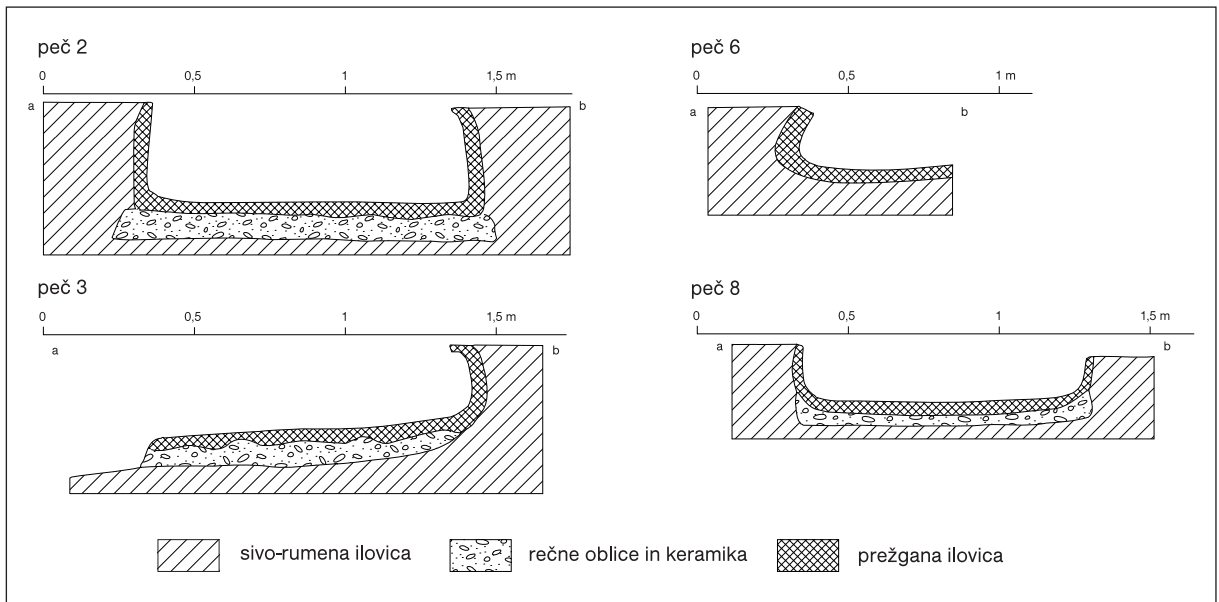 peč 2
0 0,5 1 1,5 m
a b
peč 6
0 0,5 1 m
a b
peč 3
0 0,5 1 1,5 m
a b
peč 8
0 0,5 1 1,5 m
a b
sivo-rumena ilovica
rečne oblice in keramika
prežgana ilovica